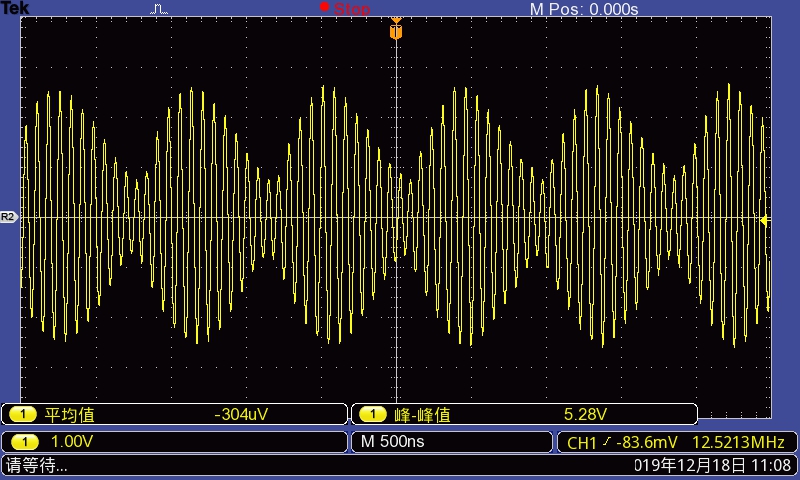 Tek Stop M Pos: 0.000s
T
R2
1 平均值 -304uV 1 峰-峰值 5.28V
1 1.00V M 500ns CH1 -83.6mV 12.5213MHz
请等待... 019年12月18日 11:08